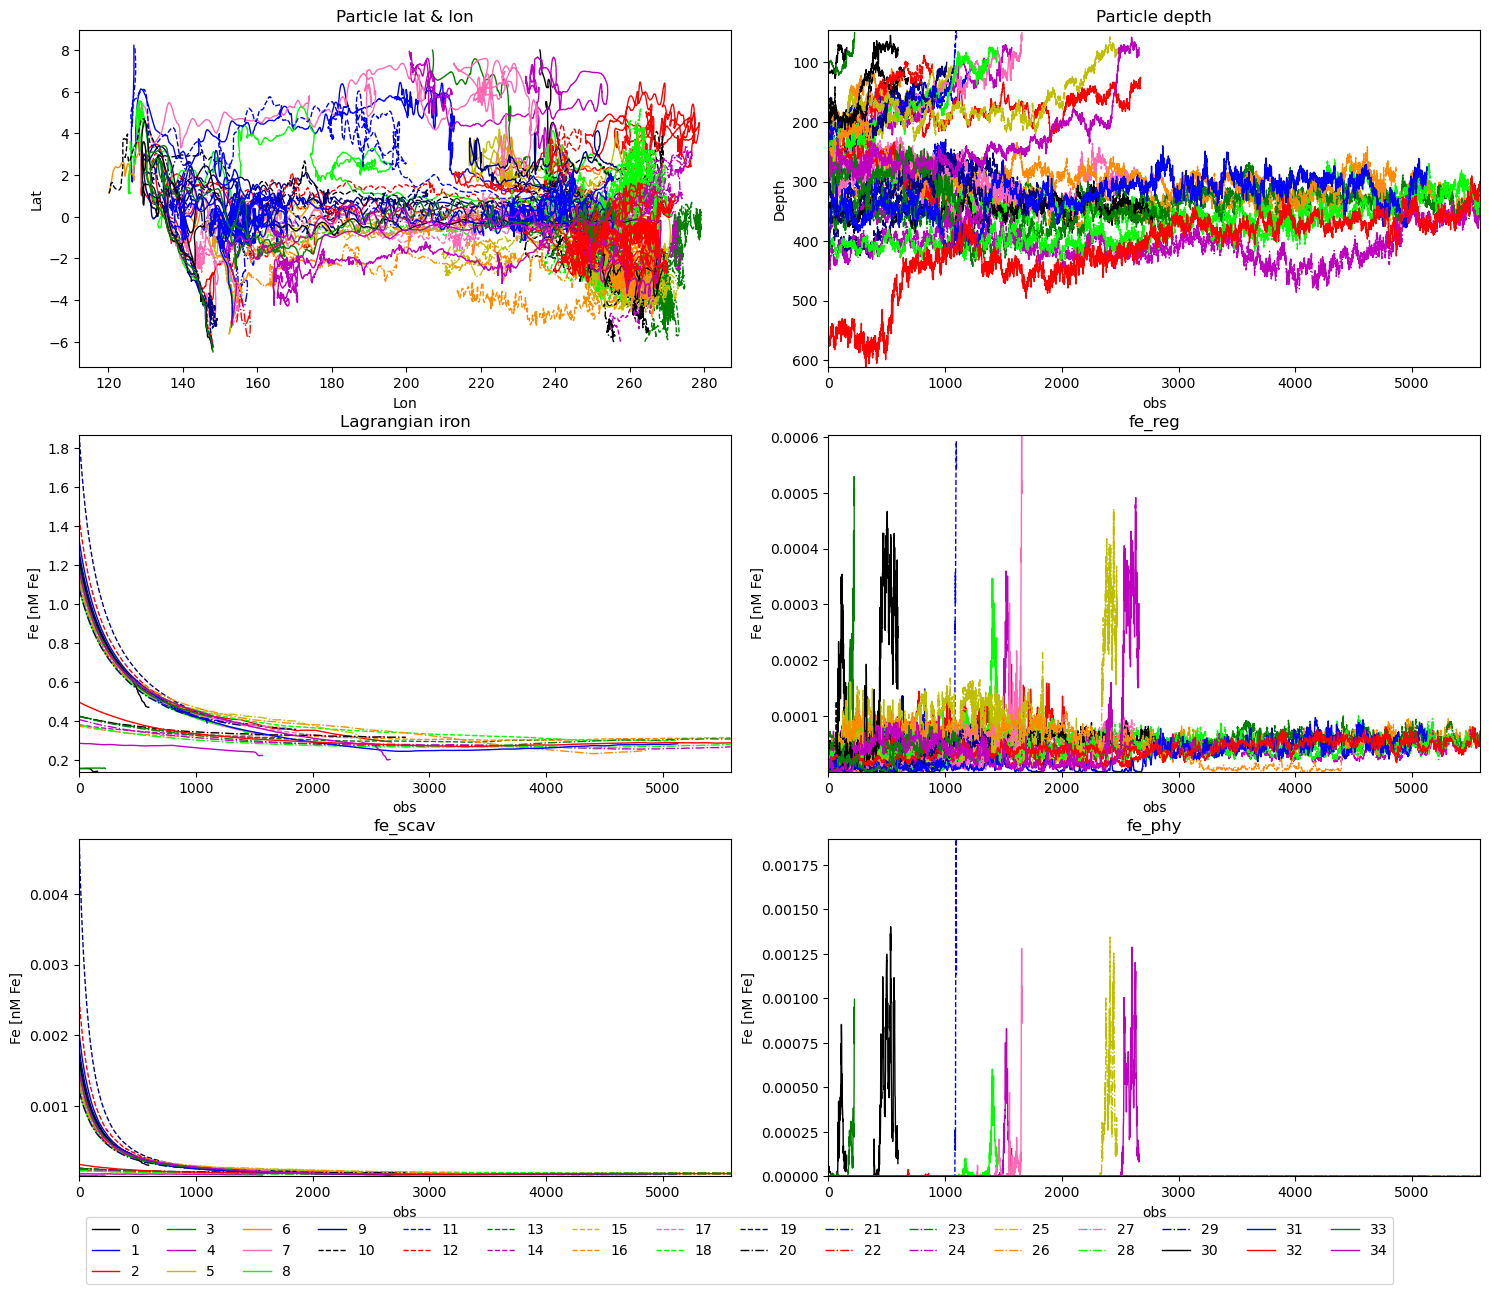 Particle lat & lon
8
6
4
2
0
−2
−4
−6
Lat
120 140 160 180 200 220 240 260 280
Lon
Particle depth
100
200
300
400
500
600
Depth
0 1000 2000 3000 4000 5000
obs
Lagrangian iron
1.8
1.6
1.4
1.2
1.0
0.8
0.6
0.4
0.2
Fe [nM Fe]
0 1000 2000 3000 4000 5000
obs
fe_reg
0.0006
0.0005
0.0004
0.0003
0.0002
0.0001
Fe [nM Fe]
0 1000 2000 3000 4000 5000
obs
fe_scav
0.004
0.003
0.002
0.001
Fe [nM Fe]
0 1000 2000 3000 4000 5000
obs
fe_phy
0.00175
0.00150
0.00125
0.00100
0.00075
0.00050
0.00025
0.00000
Fe [nM Fe]
0 1000 2000 3000 4000 5000
obs
0 3 6 9 11 13 15 17 19 21 23 25 27 29 31 33
1 4 7 10 12 14 16 18 20 22 24 26 28 30 32 34
2 5 8